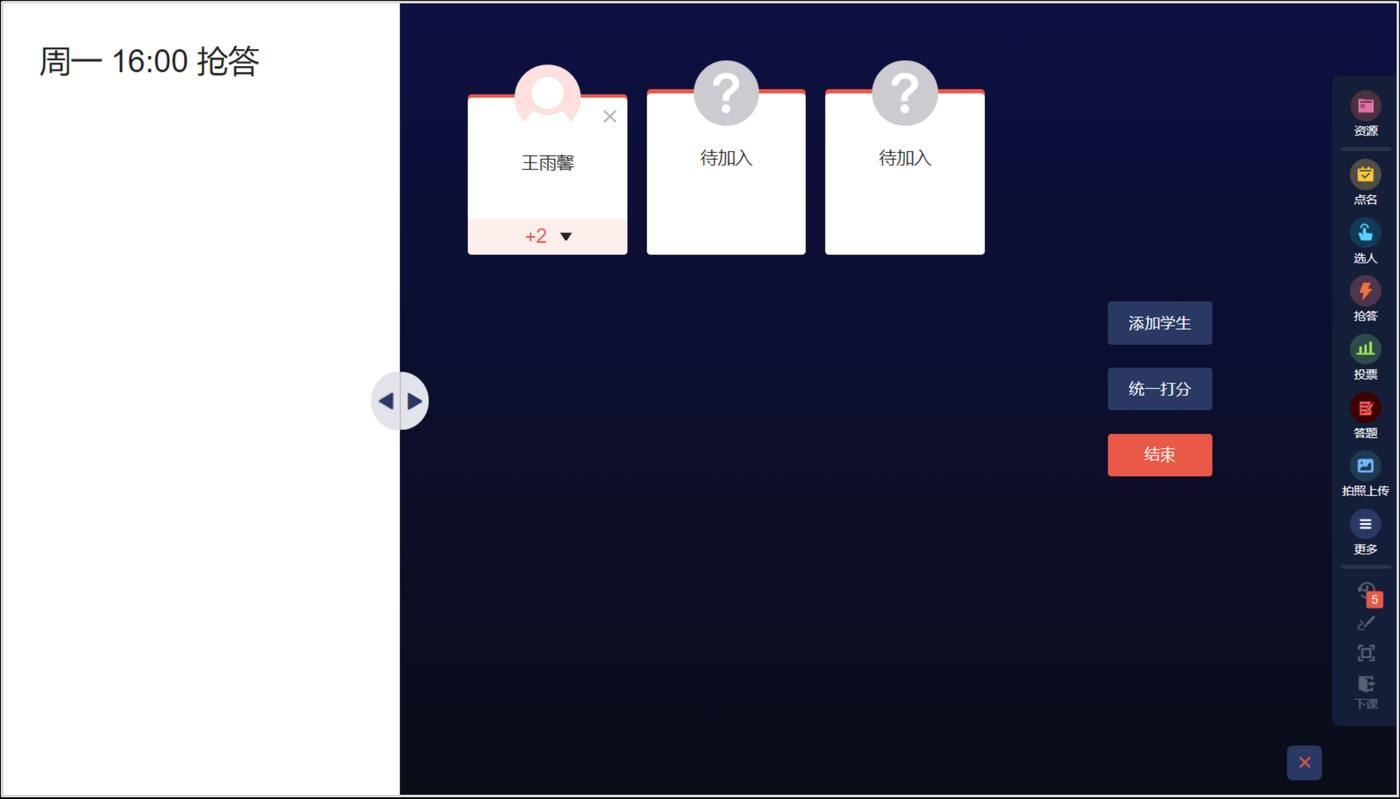 周一 16:00 抢答
王雨馨
+2
?
待加入
?
待加入
添加学生
统一打分
结束
资源
点名
选人
抢答
投票
答题
拍照上传
更多
5
下课